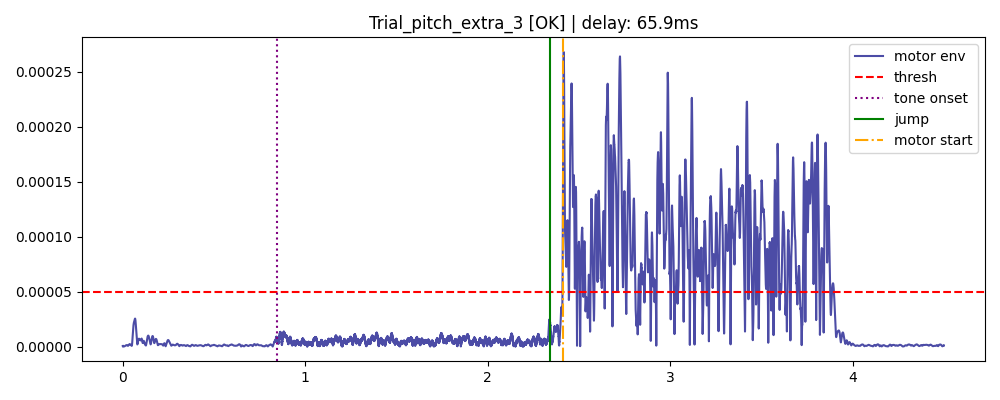 Trial_pitch_extra_3 [OK] | delay: 65.9ms
0.00025
0.00020
0.00015
0.00010
0.00005
0.00000
motor env
thresh
tone onset
jump
motor start
0 1 2 3 4